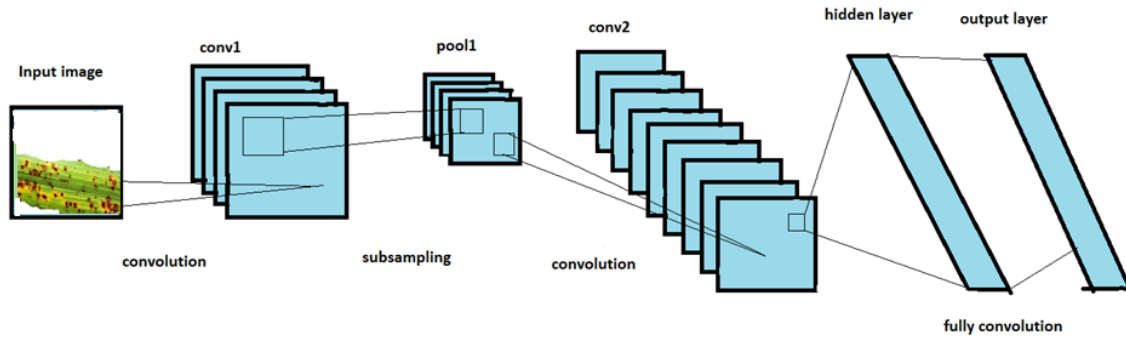 Input image
conv1
pool1
conv2
hidden layer
output layer
convolution
subsampling
convolution
fully convolution